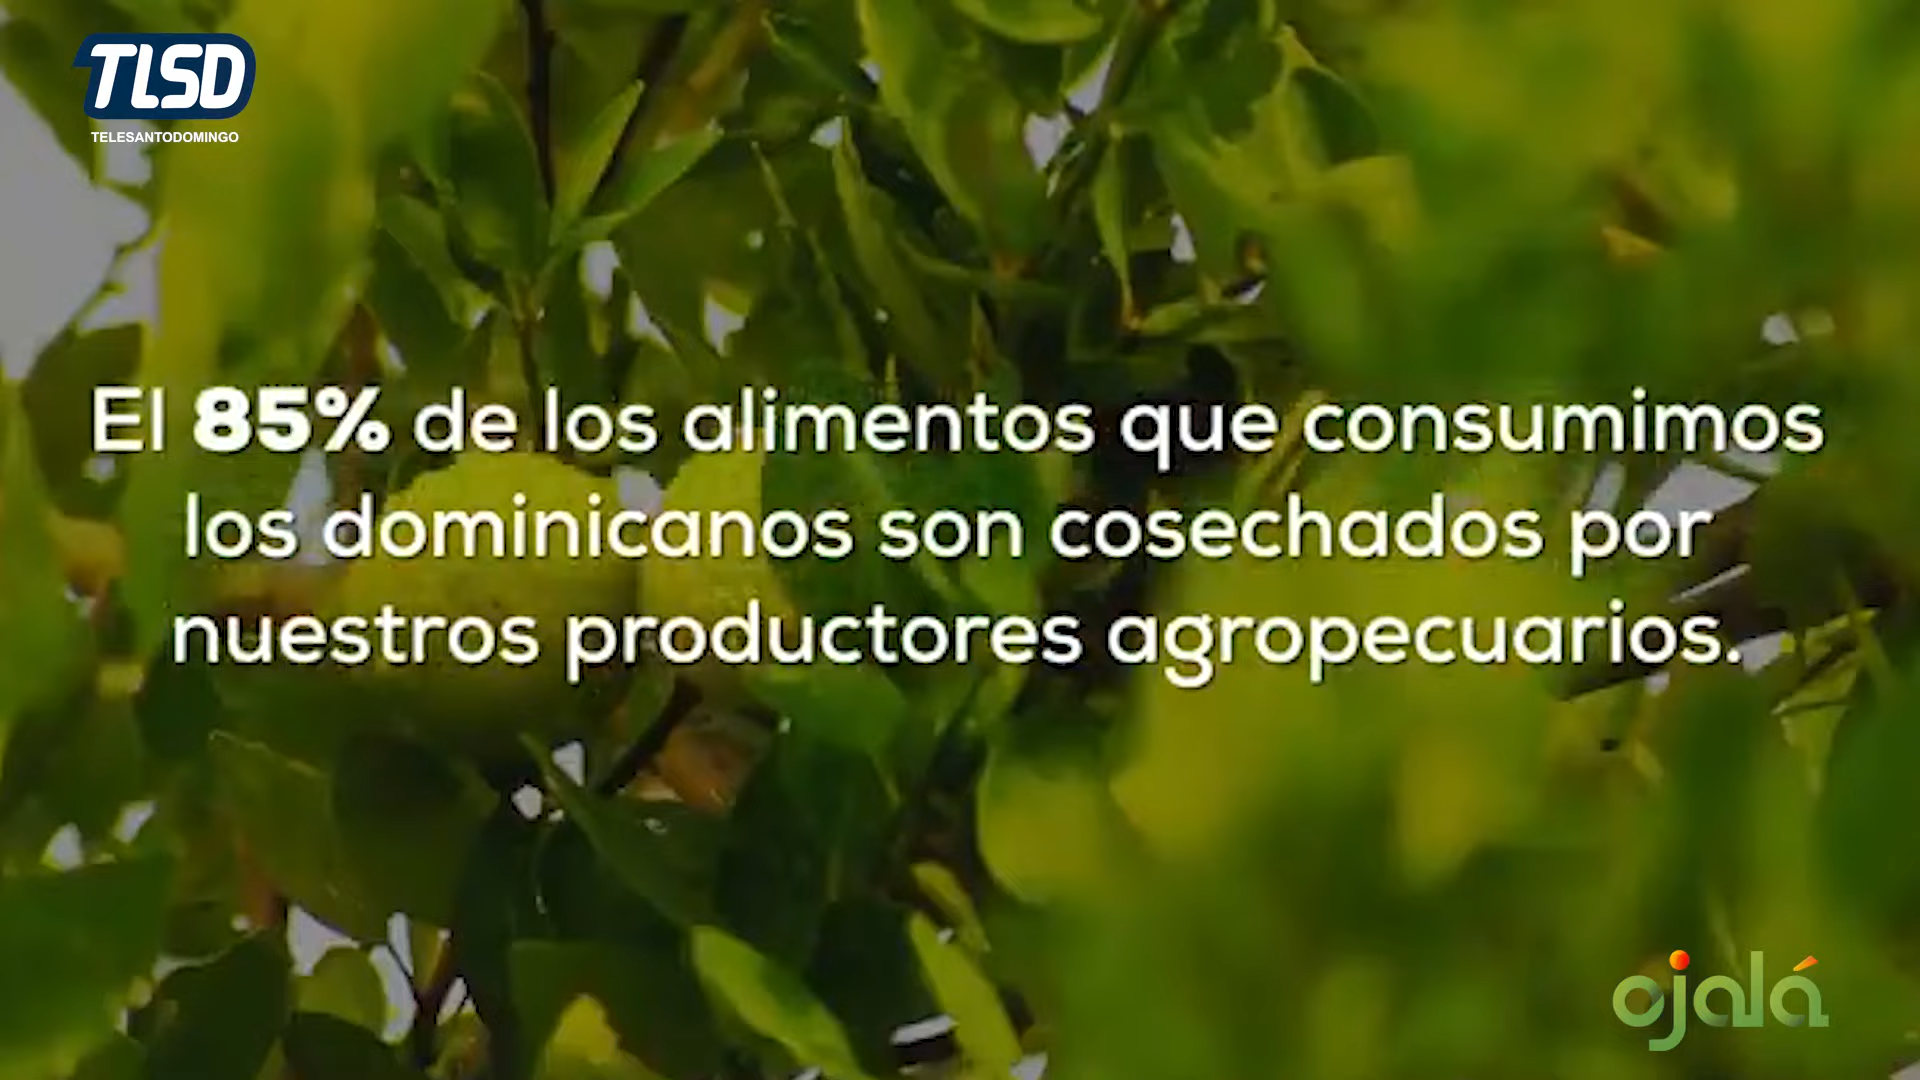 TLSD
TELESANTODOMINGO
El 85% de los alimentos que consumimos
los dominicanos son cosechados por
nuestros productores agropecuarios.
ojalá